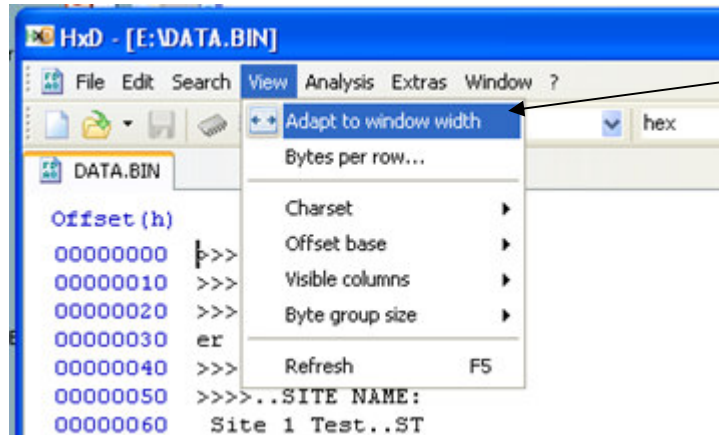 HxD - [E:\DATA.BIN]
File Edit Search View Analysis Extras Window ?
Adapt to window width
hex
Bytes per row...
DATA.BIN
Charset
Offset base
Visible columns
Byte group size
Refresh F5
Offset(h)
00000000 >>>
00000010 >>>
00000020 >>>
00000030 er
00000040 >>>
00000050 >>>>..SITE NAME:
00000060 Site 1 Test..ST